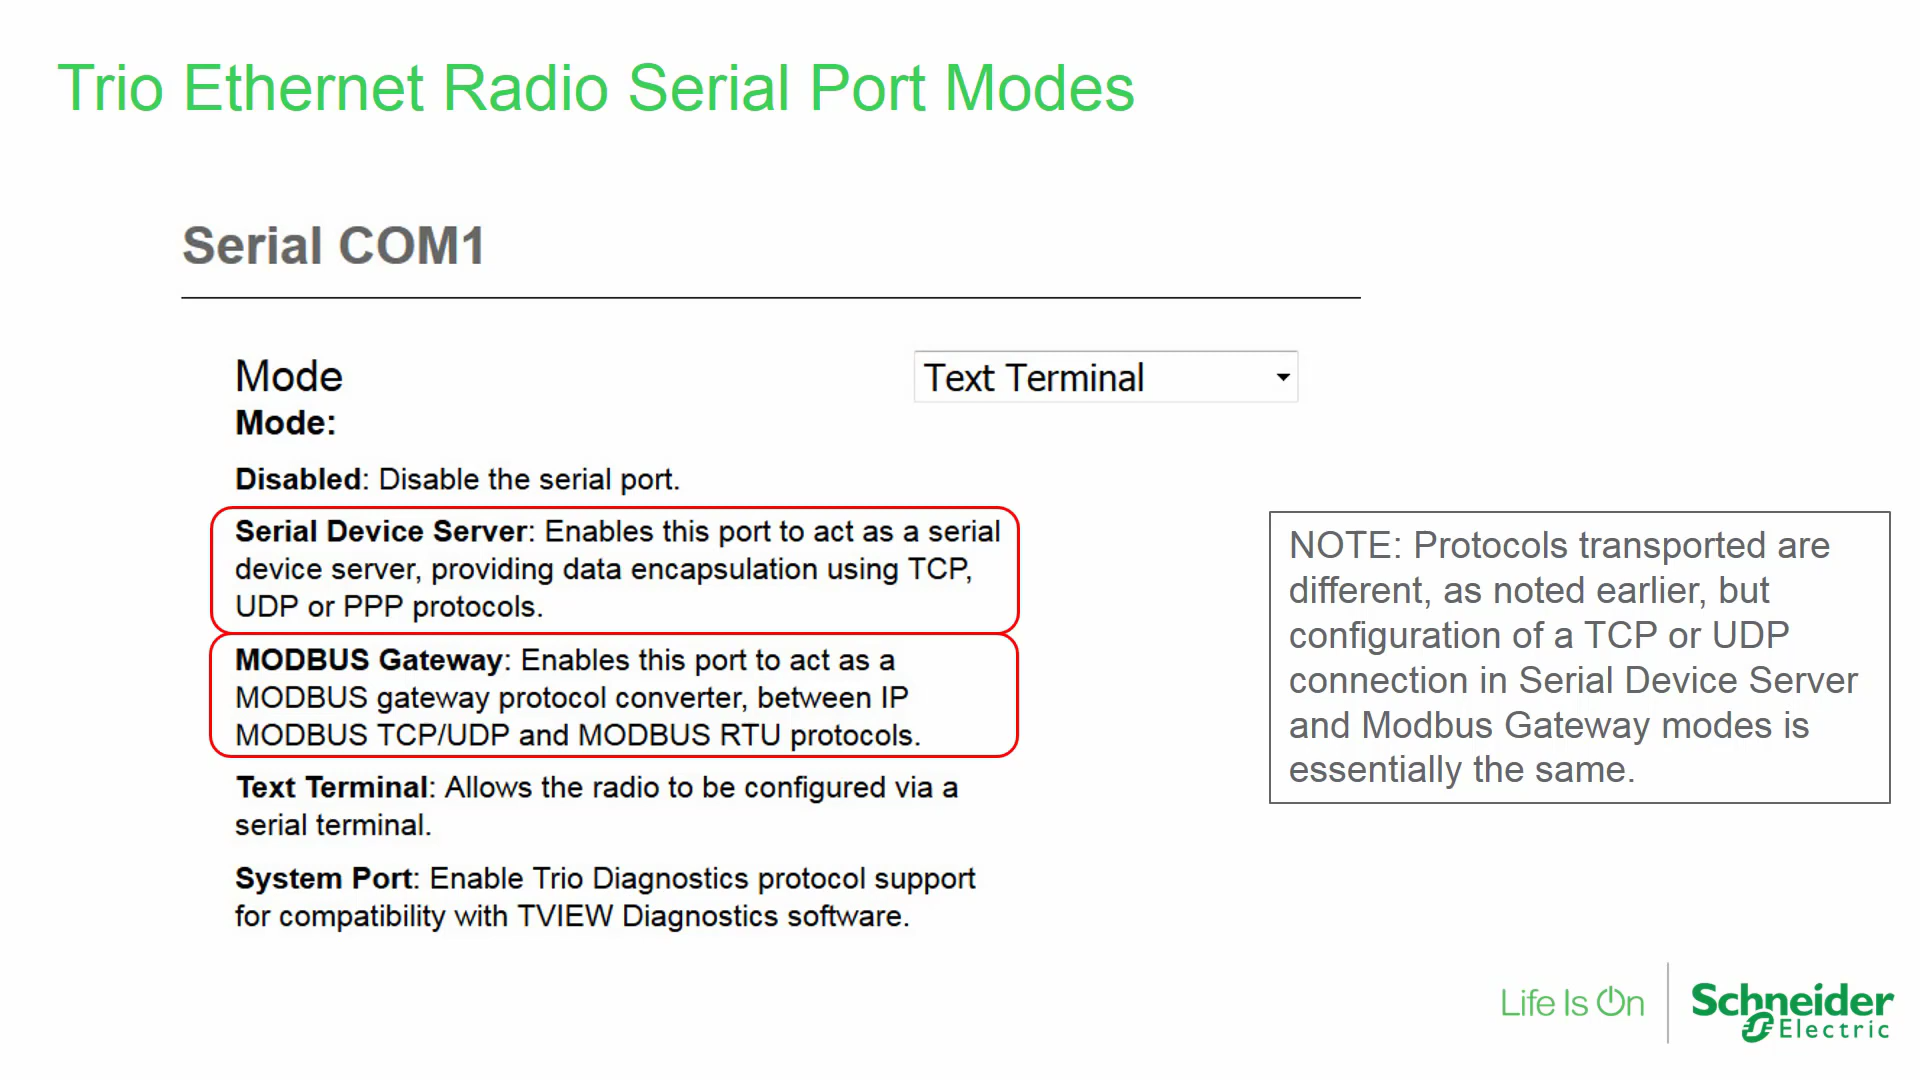 Trio Ethernet Radio Serial Port Modes
Serial COM1
Mode
Text Terminal
Mode:
Disabled: Disable the serial port.
Serial Device Server: Enables this port to act as a serial
device server, providing data encapsulation using TCP,
UDP or PPP protocols.
MODBUS Gateway: Enables this port to act as a
MODBUS gateway protocol converter, between IP
MODBUS TCP/UDP and MODBUS RTU protocols.
Text Terminal: Allows the radio to be configured via a
serial terminal.
System Port: Enable Trio Diagnostics protocol support
for compatibility with TVIEW Diagnostics software.
NOTE: Protocols transported are
different, as noted earlier, but
configuration of a TCP or UDP
connection in Serial Device Server
and Modbus Gateway modes is
essentially the same.
Life Is On
Schneider
Electric